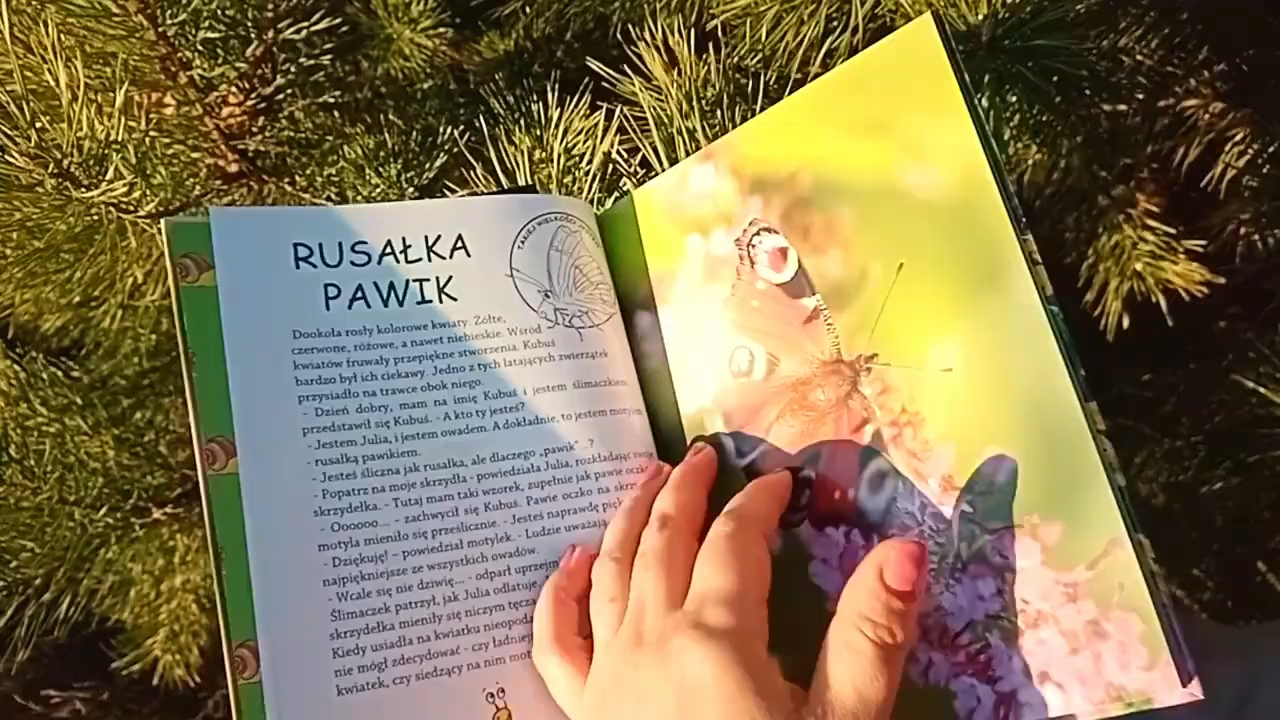 RUSAŁKA
PAWIK
TAKIEJ WIELKOŚCI
Dookoła rosły kolorowe kwiaty. Żółte,
czerwone, różowe, a nawet niebieskie. Wśród
kwiatów fruwały przepiękne stworzenia. Kubuś
bardzo był ich ciekawy. Jedno z tych latających zwierzątek
przysiadło na trawce obok niego.
- Dzień dobry, mam na imię Kubuś i jestem ślimaczkiem,
przedstawił się Kubuś. - A kto ty jesteś?
- Jestem Julia, i jestem owadem. A dokładnie, to jestem motylem
- rusałką pawikiem.
- Jesteś śliczna jak rusałka, ale dlaczego „pawik"...?
- Popatrz na moje skrzydła - powiedziała Julia, rozkładając
skrzydełka. - Tutaj mam taki wzorek, zupełnie jak pawie oczko
- Oooooo... - zachwycił się Kubuś. Pawie oczko na
motyla mieniło się prześlicznie. - Jesteś naprawdę
- Dziękuję! – powiedział motylek. - Ludzie uważają
najpiękniejsze ze wszystkich owadów.
- Wcale się nie dziwię... - odparł
Ślimaczek patrzył, jak Julia odlatuje.
skrzydełka mieniły się niczym
Kiedy usiadła na kwiatku
nie mógł zdecydować - czy
kwiatek, czy siedzący na nim